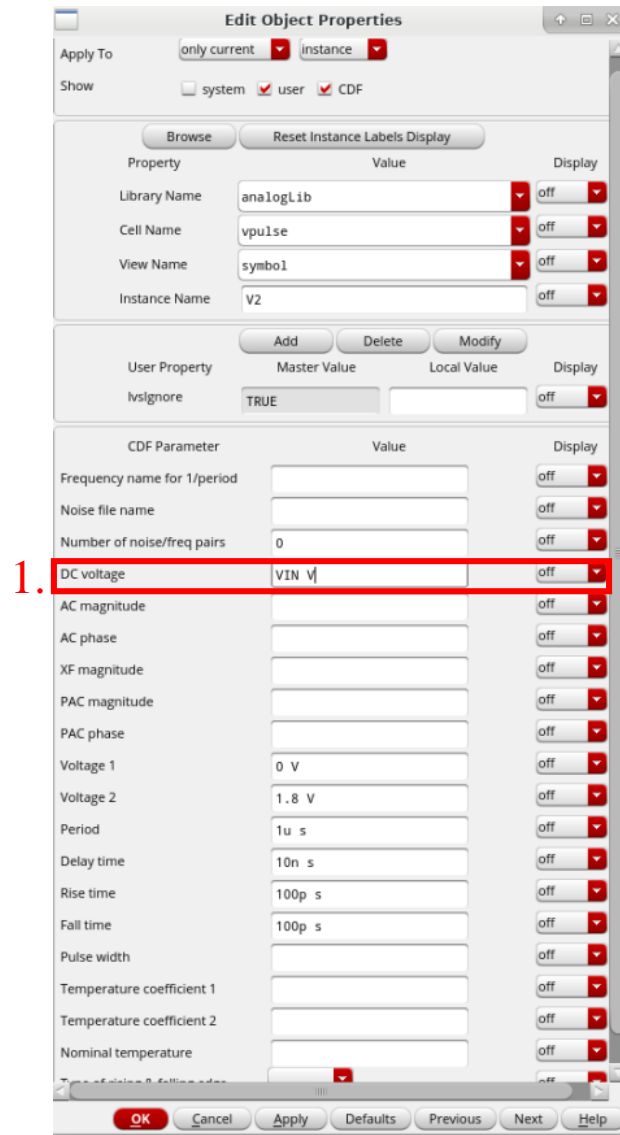 Edit Object Properties
Apply To only current instance
Show system user CDF
Browse Reset Instance Labels Display
Property Value Display
Library Name analogLib off
Cell Name vpulse off
View Name symbol off
Instance Name V2 off
Add Delete Modify
User Property Master Value Local Value Display
lvsIgnore TRUE off
CDF Parameter Value Display
Frequency name for 1/period off
Noise file name off
Number of noise/freq pairs 0 off
1. DC voltage VIN V off
AC magnitude off
AC phase off
XF magnitude off
PAC magnitude off
PAC phase off
Voltage 1 0 V off
Voltage 2 1.8 V off
Period 1u s off
Delay time 10n s off
Rise time 100p s off
Fall time 100p s off
Pulse width off
Temperature coefficient 1 off
Temperature coefficient 2 off
Nominal temperature off
Type of rising & falling edge off
OK Cancel Apply Defaults Previous Next Help